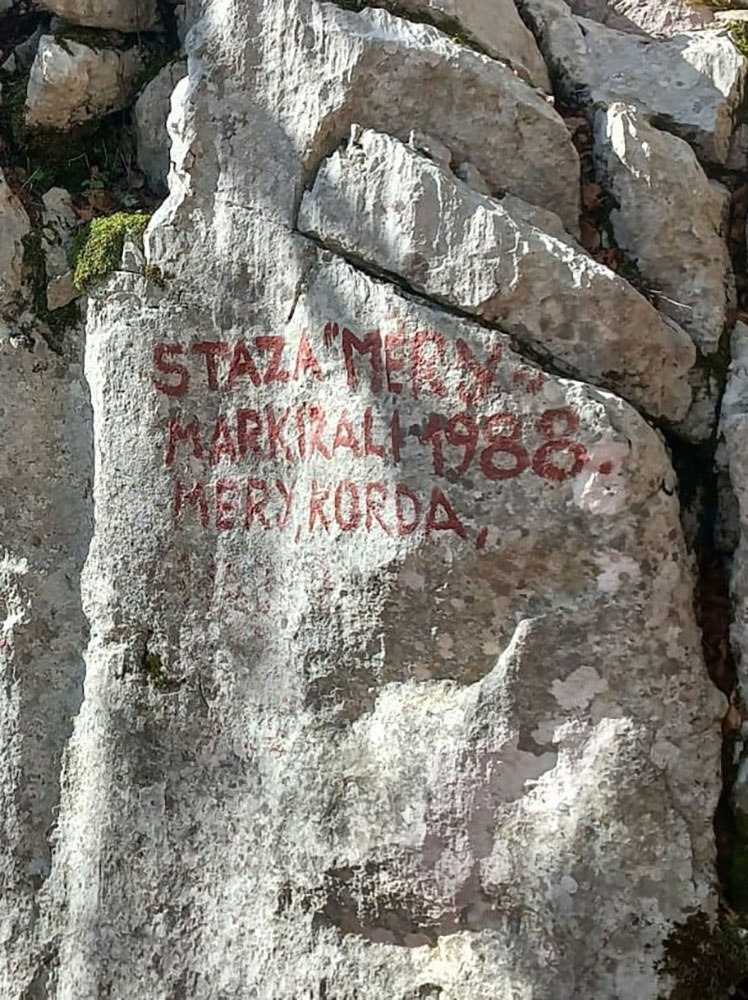 STAZA "MERY"
MARKIRALI 1988.
MERY, KORDA,